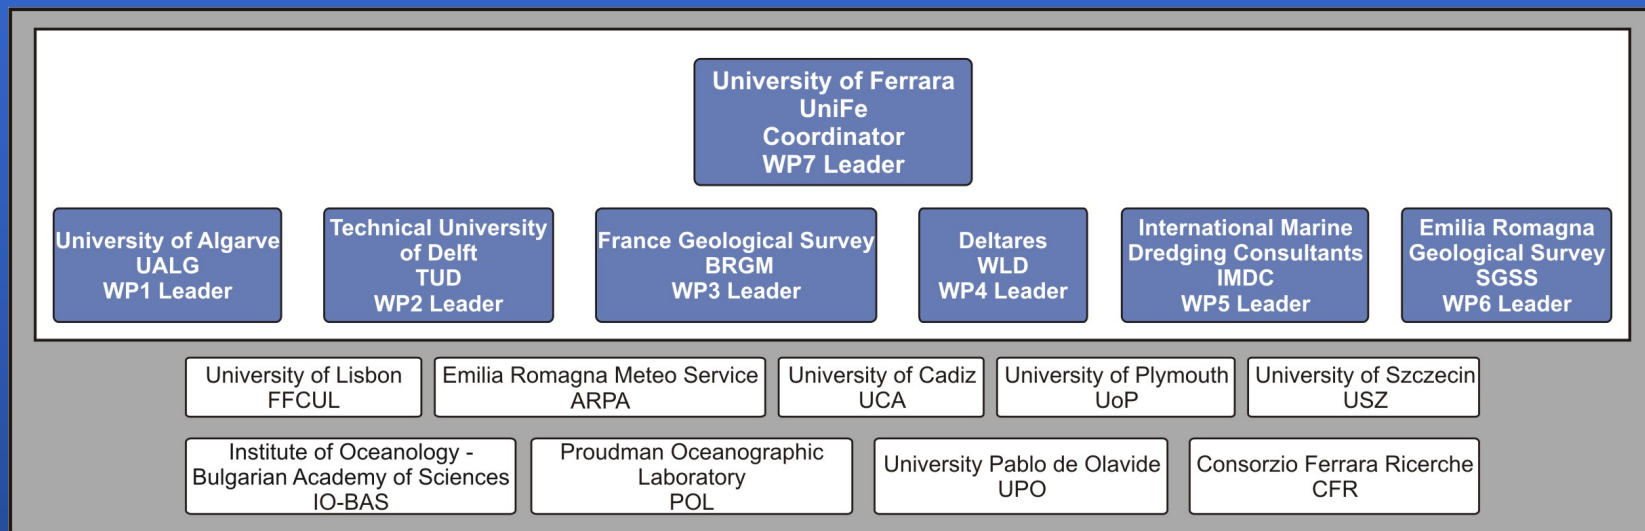 University of Ferrara
UniFe
Coordinator
WP7 Leader
University of Algarve
UALG
WP1 Leader
Technical University
of Delft
TUD
WP2 Leader
France Geological Survey
BRGM
WP3 Leader
Deltares
WLD
WP4 Leader
International Marine
Dredging Consultants
IMDC
WP5 Leader
Emilia Romagna
Geological Survey
SGSS
WP6 Leader
University of Lisbon
FFCUL
Emilia Romagna Meteo Service
ARPA
University of Cadiz
UCA
University of Plymouth
UoP
University of Szczecin
USZ
Institute of Oceanology -
Bulgarian Academy of Sciences
IO-BAS
Proudman Oceanographic
Laboratory
POL
University Pablo de Olavide
UPO
Consorzio Ferrara Ricerche
CFR